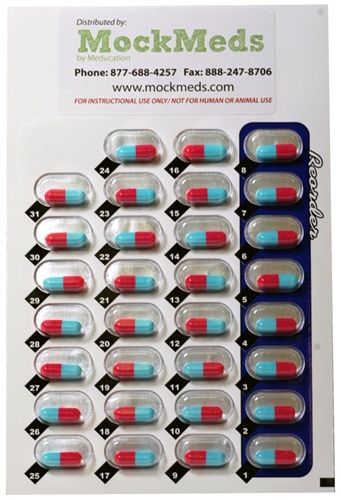 Distributed by:
MockMeds
by Meducation
Phone: 877-688-4257 Fax: 888-247-8706
www.mockmeds.com
FOR INSTRUCTIONAL USE ONLY/ NOT FOR HUMAN OR ANIMAL USE
24 16 8
Reorder
31 23 15 7
30 22 14 6
29 21 13 5
28 20 12 4
27 19 11 3
26 18 10 2
25 17 9 1